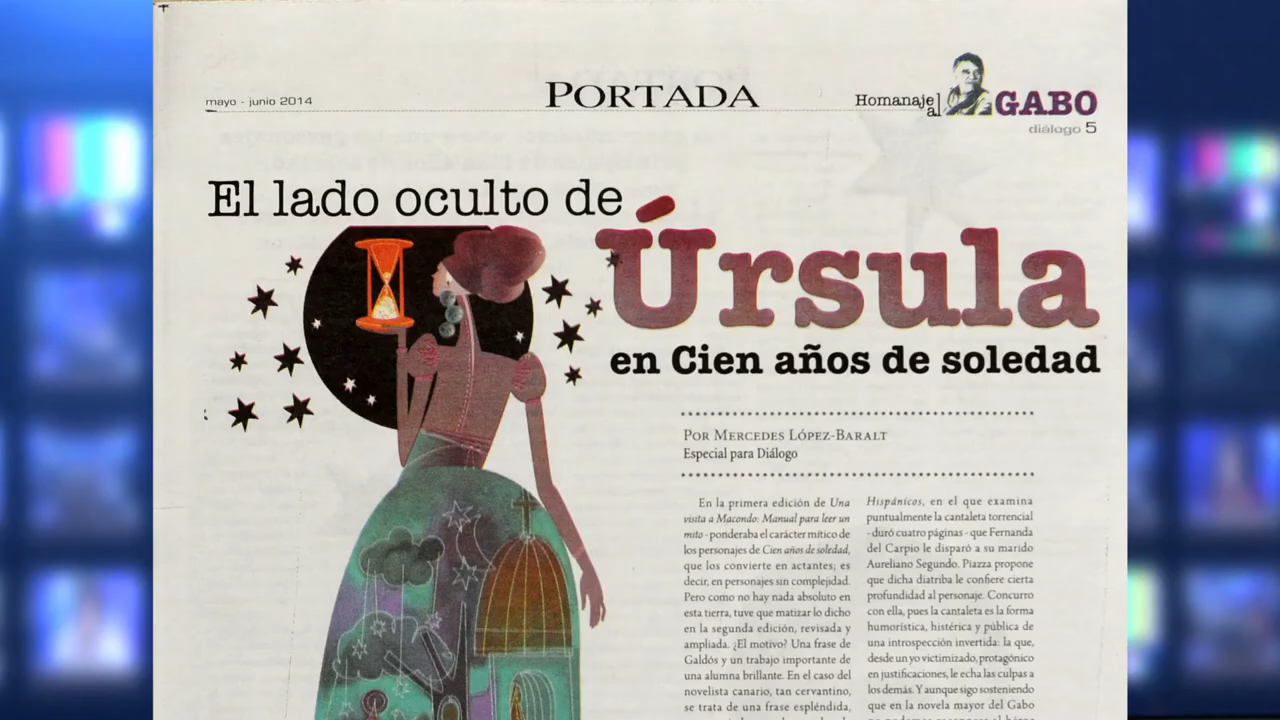 mayo - junio 2014
PORTADA
Homanaje
al
GABO
diálogo 5
El lado oculto de
Úrsula
en Cien años de soledad
POR MERCEDES LÓPEZ-BARALT
Especial para Diálogo
En la primera edición de Una
visita a Macondo: Manual para leer un
mito - ponderaba el carácter mítico de
los personajes de Cien años de soledad,
que los convierte en actantes; es
decir, en personajes sin complejidad.
Pero como no hay nada absoluto en
esta tierra, tuve que matizar lo dicho
en la segunda edición, revisada y
ampliada. ¿El motivo? Una frase de
Galdós y un trabajo importante de
una alumna brillante. En el caso del
novelista canario, tan cervantino,
se trata de una frase espléndida,
Hispánicos, en el que examina
puntualmente la cantaleta torrencial
- duró cuatro páginas - que Fernanda
del Carpio le disparó a su marido
Aureliano Segundo. Piazza propone
que dicha diatriba le confiere cierta
profundidad al personaje. Concurro
con ella, pues la cantaleta es la forma
humorística, histérica y pública de
una introspección invertida: la que,
desde un yo victimizado, protagónico
en justificaciones, le echa las culpas a
los demás. Y aunque sigo sosteniendo
que en la novela mayor del Gabo